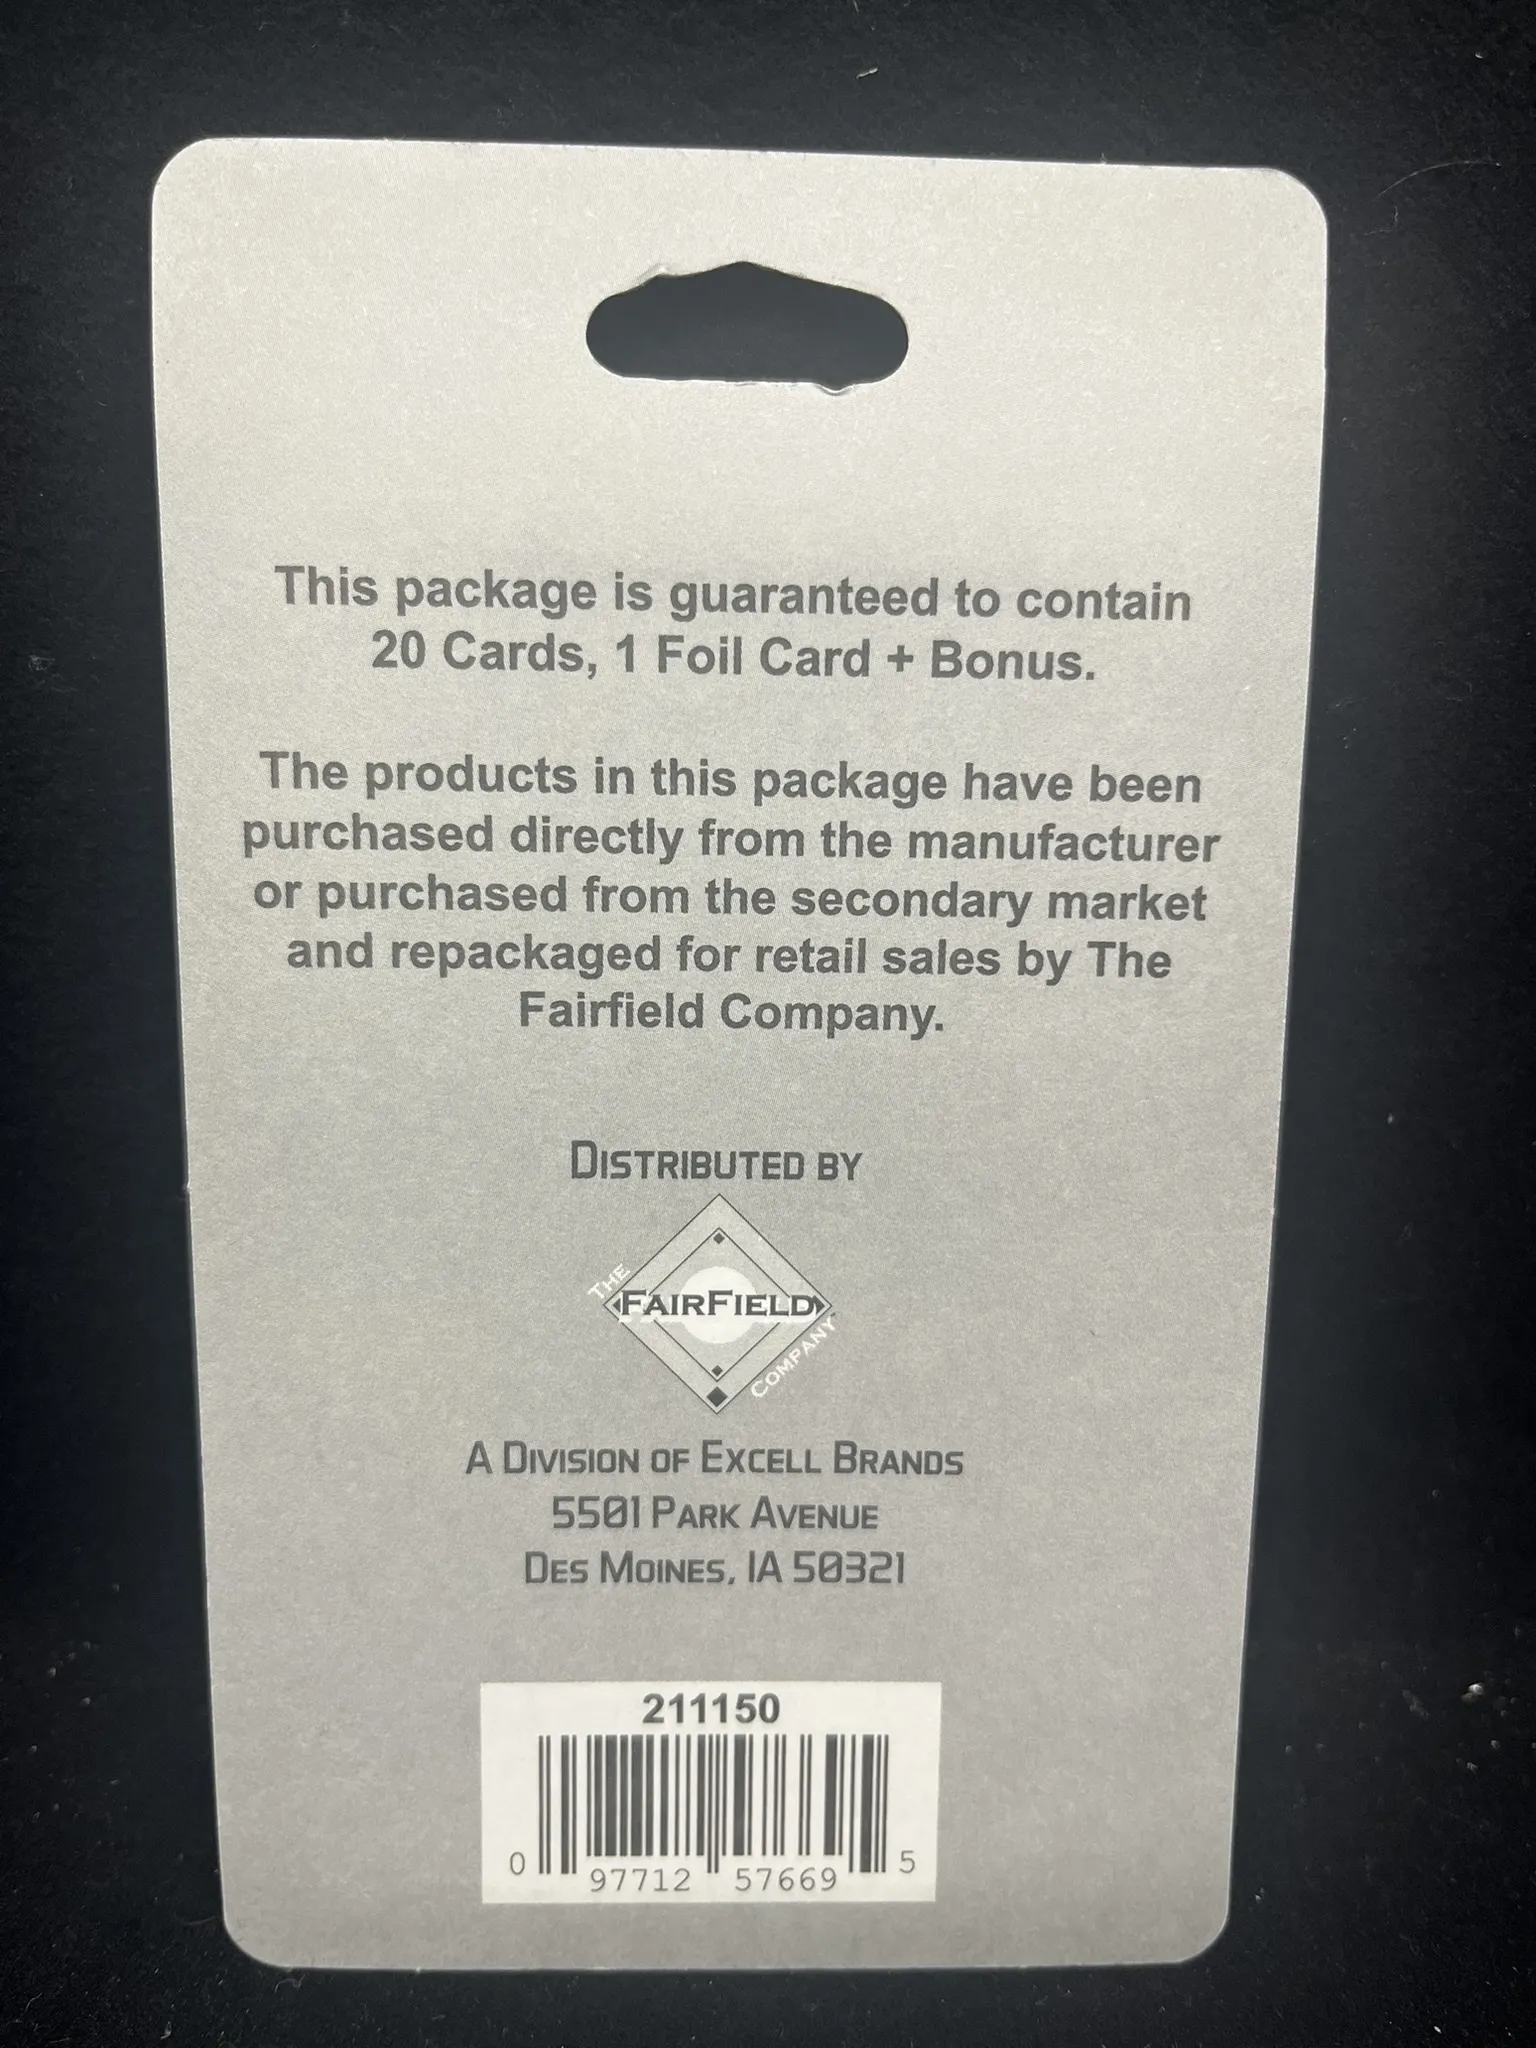 This package is guaranteed to contain
20 Cards, 1 Foil Card + Bonus.
The products in this package have been
purchased directly from the manufacturer
or purchased from the secondary market
and repackaged for retail sales by The
Fairfield Company.
DISTRIBUTED BY
THE
FAIRFIELD
COMPANY
A DIVISION OF EXCELL BRANDS
5501 PARK AVENUE
DES MOINES, IA 50321
211150
0 97712 57669 5